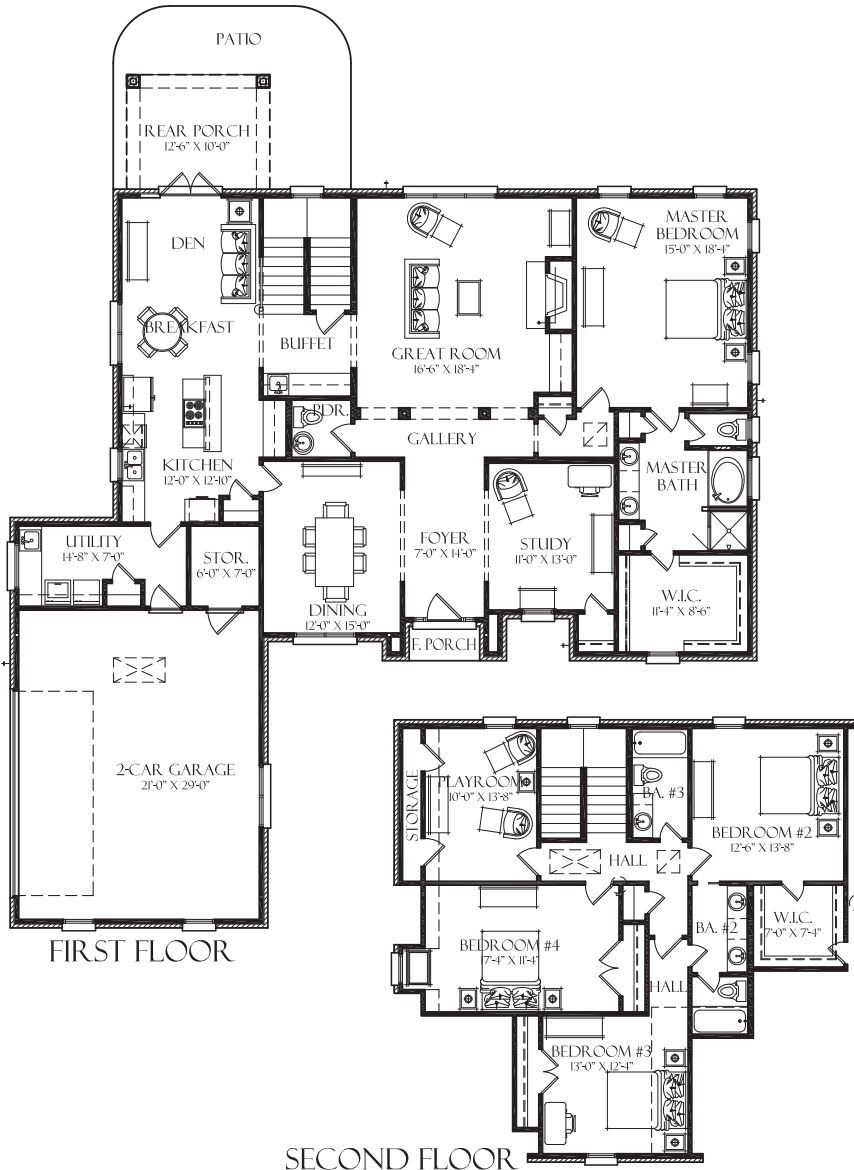 PATIO
REAR PORCH
12'-6" X 10'-0"
DEN
MASTER
BEDROOM
15'-0" X 18'-4"
BREAKFAST
BUFFET
GREAT ROOM
16'-6" X 18'-4"
PDR.
GALLERY
KITCHEN
12'-0" X 12'-10"
MASTER
BATH
UTILITY
14'-8" X 7'-0"
STOR.
6'-0" X 7'-0"
FOYER
7'-0" X 14'-0"
STUDY
11'-0" X 13'-0"
W.I.C.
11'-4" X 8'-6"
DINING
12'-0" X 15'-0"
F. PORCH
2-CAR GARAGE
21'-0" X 29'-0"
FIRST FLOOR
STORAGE
PLAYROOM
10'-0" X 13'-8"
BA. #3
BEDROOM #2
12'-6" X 13'-8"
HALL
BEDROOM #4
17'-4" X 11'-4"
BA. #2
W.I.C.
7'-0" X 7'-4"
HALL
BEDROOM #3
13'-0" X 12'-4"
SECOND FLOOR